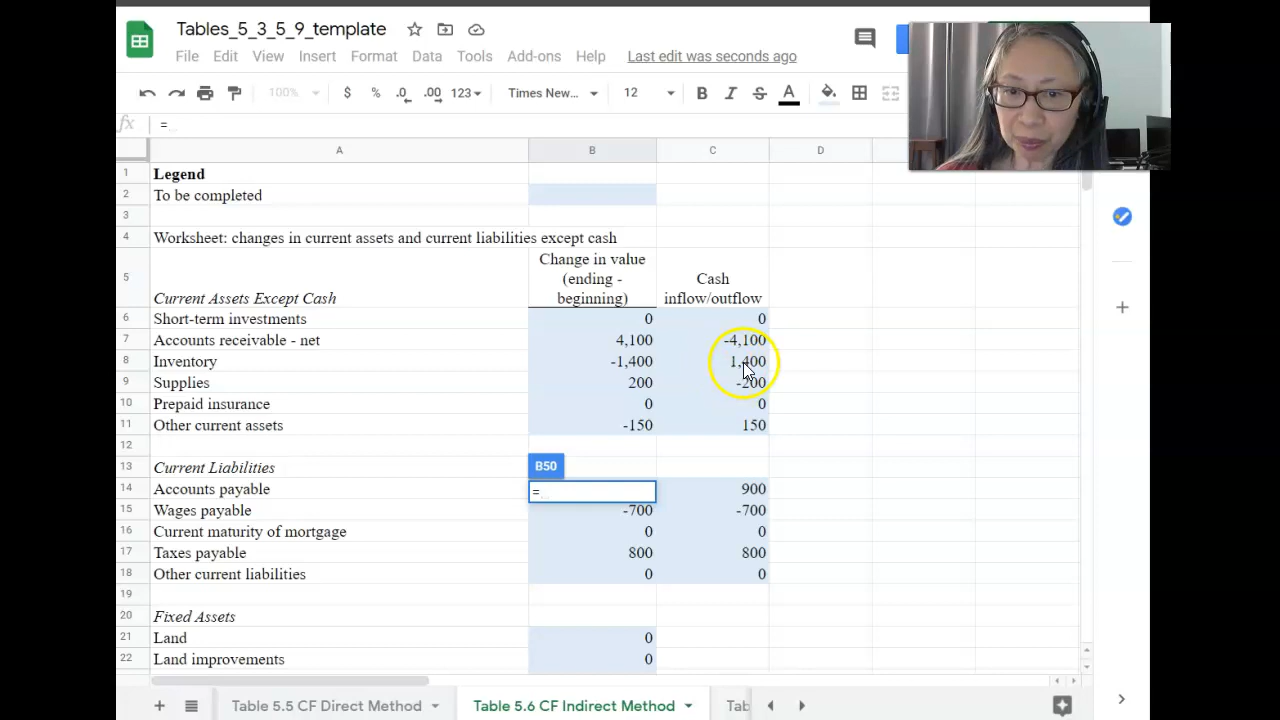 Tables_5_3_5_9_template
File Edit View Insert Format Data Tools Add-ons Help Last edit was seconds ago
100% $ % .0 .00 123 Times New... 12 B I S A
fx =
A B C D
1 Legend
2 To be completed
3
4 Worksheet: changes in current assets and current liabilities except cash
Change in value
(ending -
beginning)
Cash
inflow/outflow
5 Current Assets Except Cash
6 Short-term investments 0 0
7 Accounts receivable - net 4,100 -4,100
8 Inventory -1,400 1,400
9 Supplies 200 -200
10 Prepaid insurance 0 0
11 Other current assets -150 150
12
13 Current Liabilities B50
14 Accounts payable = 900
15 Wages payable -700 -700
16 Current maturity of mortgage 0 0
17 Taxes payable 800 800
18 Other current liabilities 0 0
19
20 Fixed Assets
21 Land 0
22 Land improvements 0
Table 5.5 CF Direct Method Table 5.6 CF Indirect Method Tab